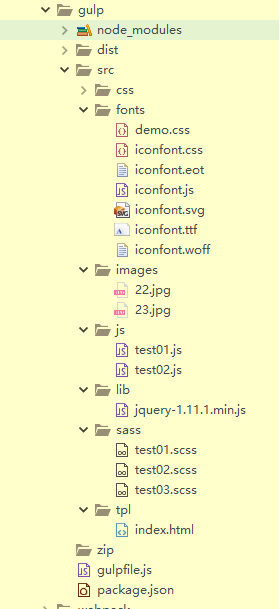 gulp
node_modules
dist
src
css
fonts
demo.css
iconfont.css
iconfont.eot
iconfont.js
iconfont.svg
iconfont.ttf
iconfont.woff
images
22.jpg
23.jpg
js
test01.js
test02.js
lib
jquery-1.11.1.min.js
sass
test01.scss
test02.scss
test03.scss
tpl
index.html
zip
gulpfile.js
package.json